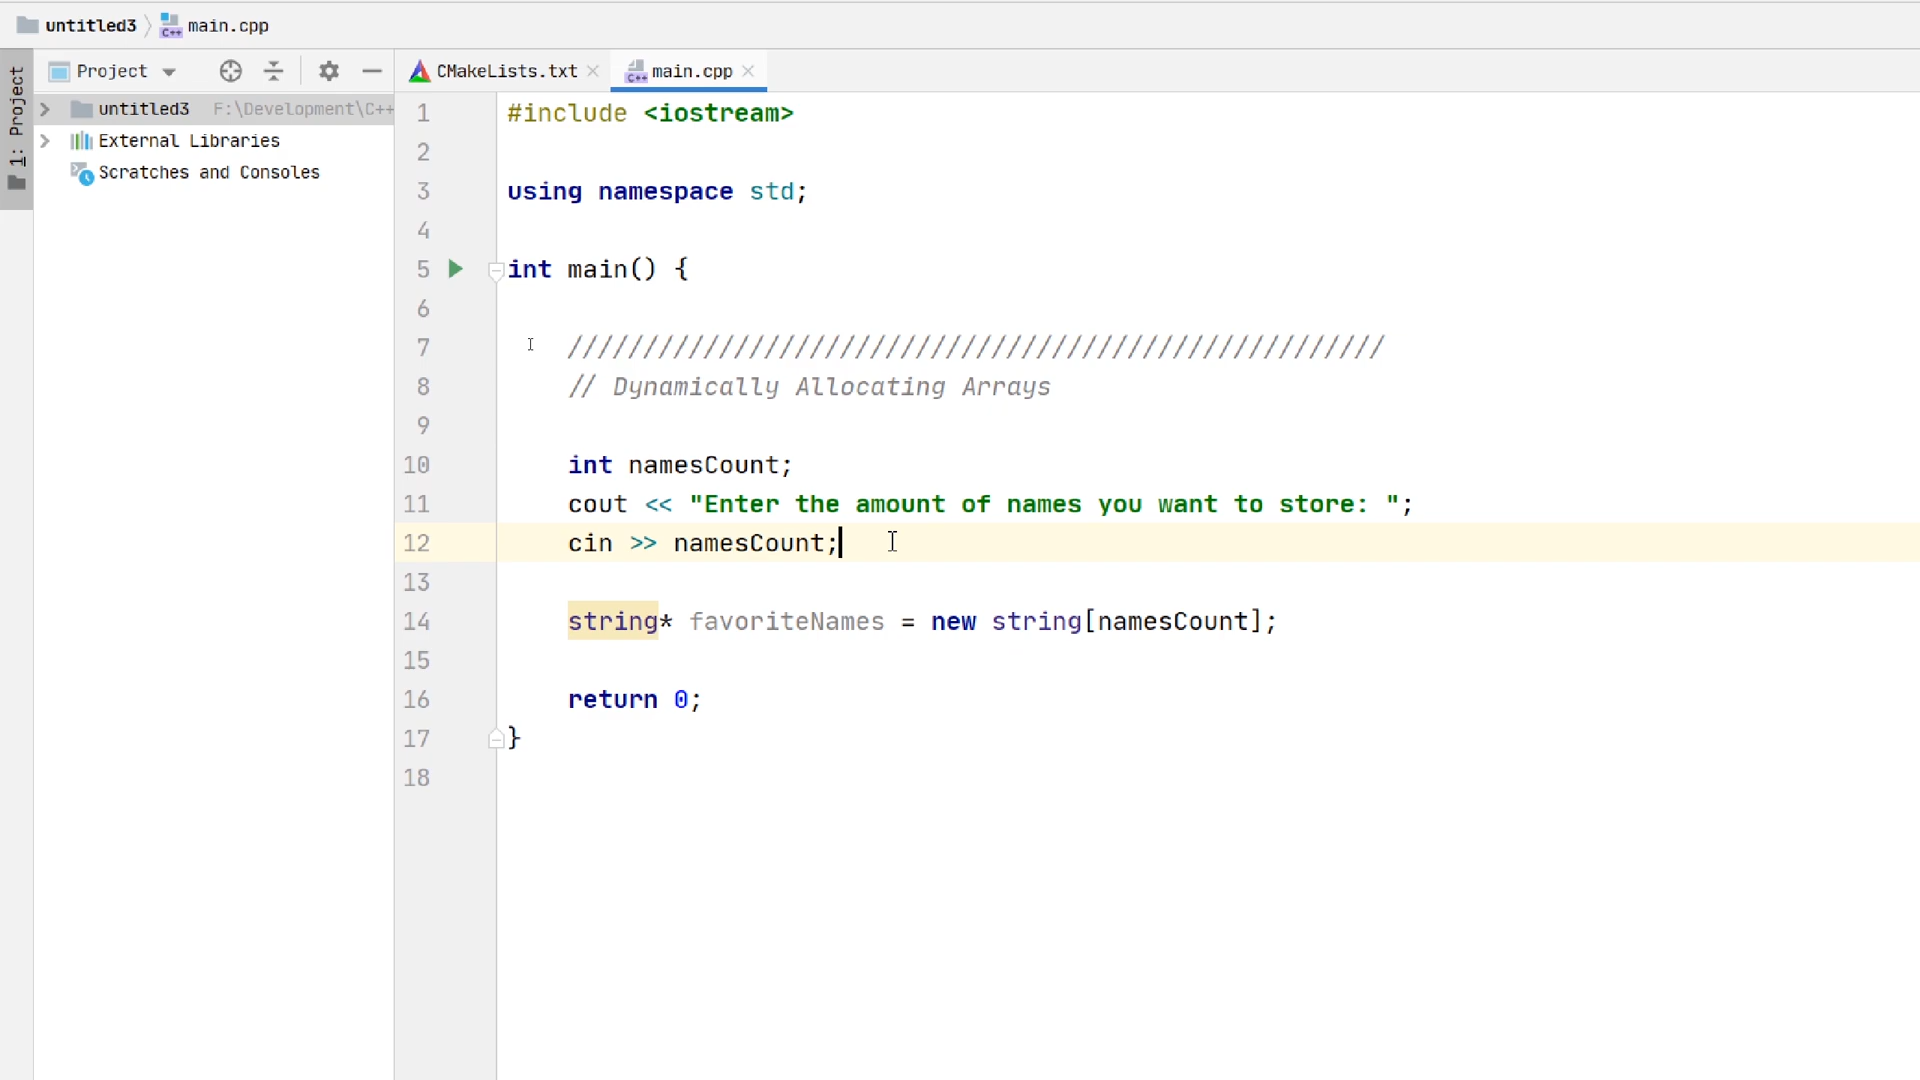 untitled3 main.cpp
1: Project
Project
CMakeLists.txt main.cpp
untitled3 F:\Development\C++
External Libraries
Scratches and Consoles
1 #include <iostream>
2
3 using namespace std;
4
5 int main() {
6
7 //////////////////////////////////////////////////////
8 // Dynamically Allocating Arrays
9
10 int namesCount;
11 cout << "Enter the amount of names you want to store: ";
12 cin >> namesCount;
13
14 string* favoriteNames = new string[namesCount];
15
16 return 0;
17 }
18